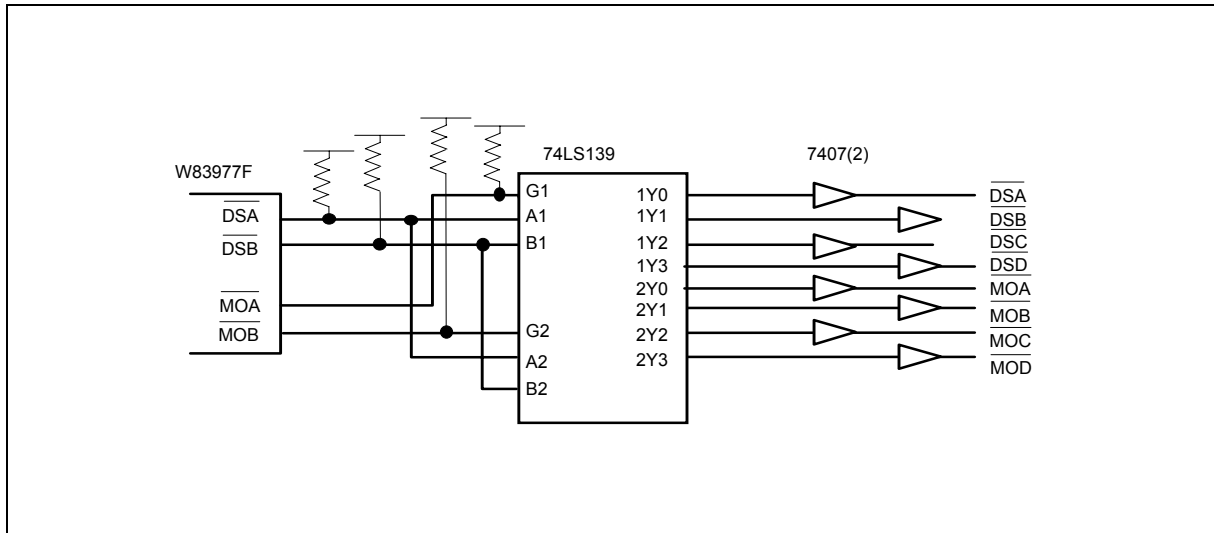 74LS139
7407(2)
W83977F
DSA
DSB
MOA
MOB
G1
A1
B1
G2
A2
B2
1Y0
1Y1
1Y2
1Y3
2Y0
2Y1
2Y2
2Y3
DSA
DSB
DSC
DSD
MOA
MOB
MOC
MOD